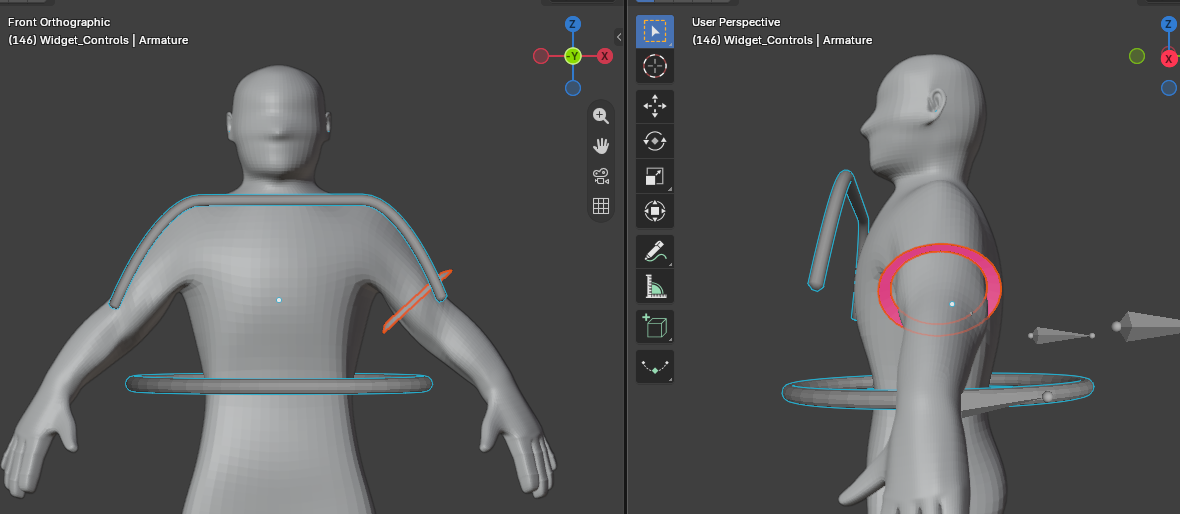 Front Orthographic
(146) Widget_Controls | Armature
Z
-Y
X
User Perspective
(146) Widget_Controls | Armature
Z
X